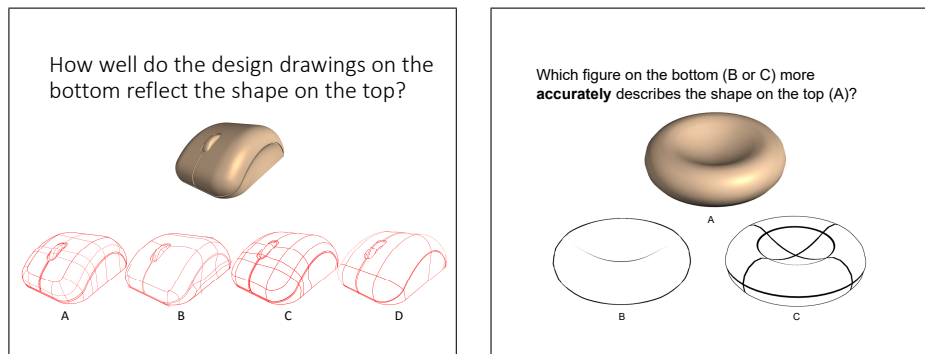 How well do the design drawings on the
bottom reflect the shape on the top?
A B C D
Which figure on the bottom (B or C) more
accurately describes the shape on the top (A)?
A
B C